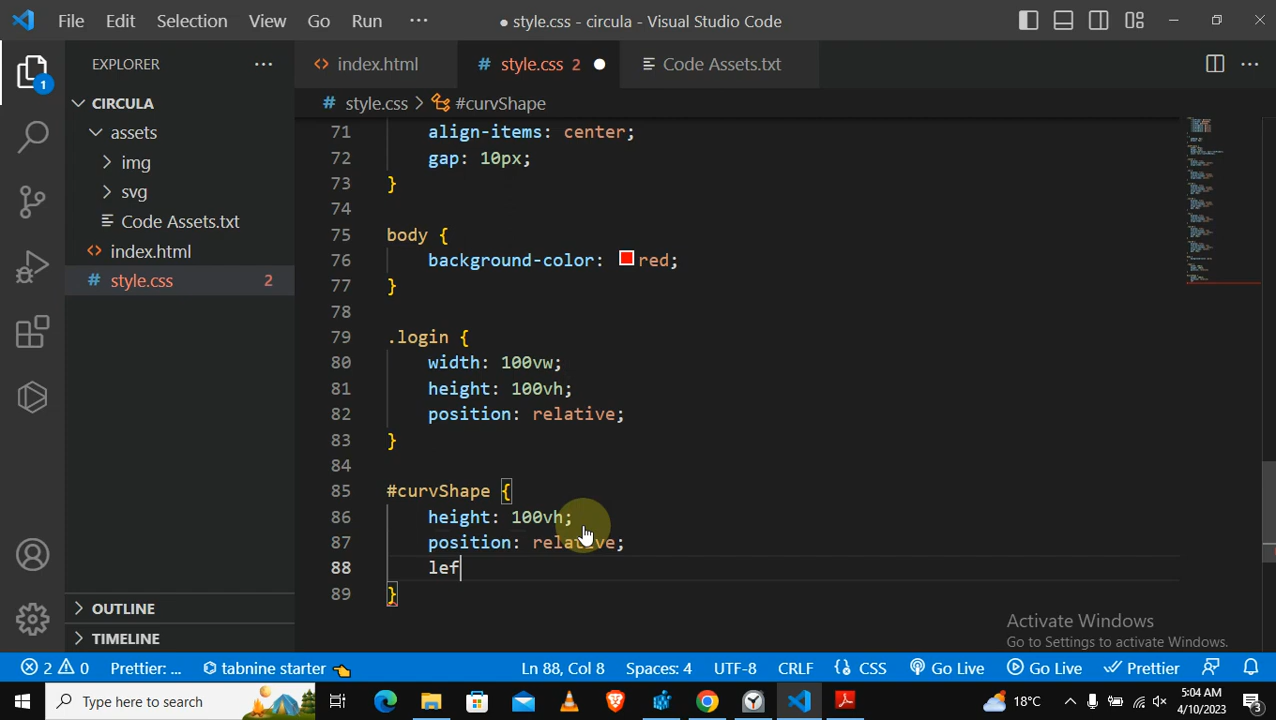 File Edit Selection View Go Run ··· ● style.css - circula - Visual Studio Code
EXPLORER ···
CIRCULA
assets
img
svg
Code Assets.txt
index.html
style.css 2
OUTLINE
TIMELINE
1
<> index.html # style.css 2 ● Code Assets.txt
# style.css > #curvShape
71 align-items: center;
72 gap: 10px;
73 }
74
75 body {
76 background-color: red;
77 }
78
79 .login {
80 width: 100vw;
81 height: 100vh;
82 position: relative;
83 }
84
85 #curvShape {
86 height: 100vh;
87 position: relative;
88 lef
89 }
Activate Windows
Go to Settings to activate Windows.
2 0 Prettier: ... tabnine starter Ln 88, Col 8 Spaces: 4 UTF-8 CRLF CSS Go Live Go Live Prettier
Type here to search 18°C 5:04 AM
4/10/2023 3